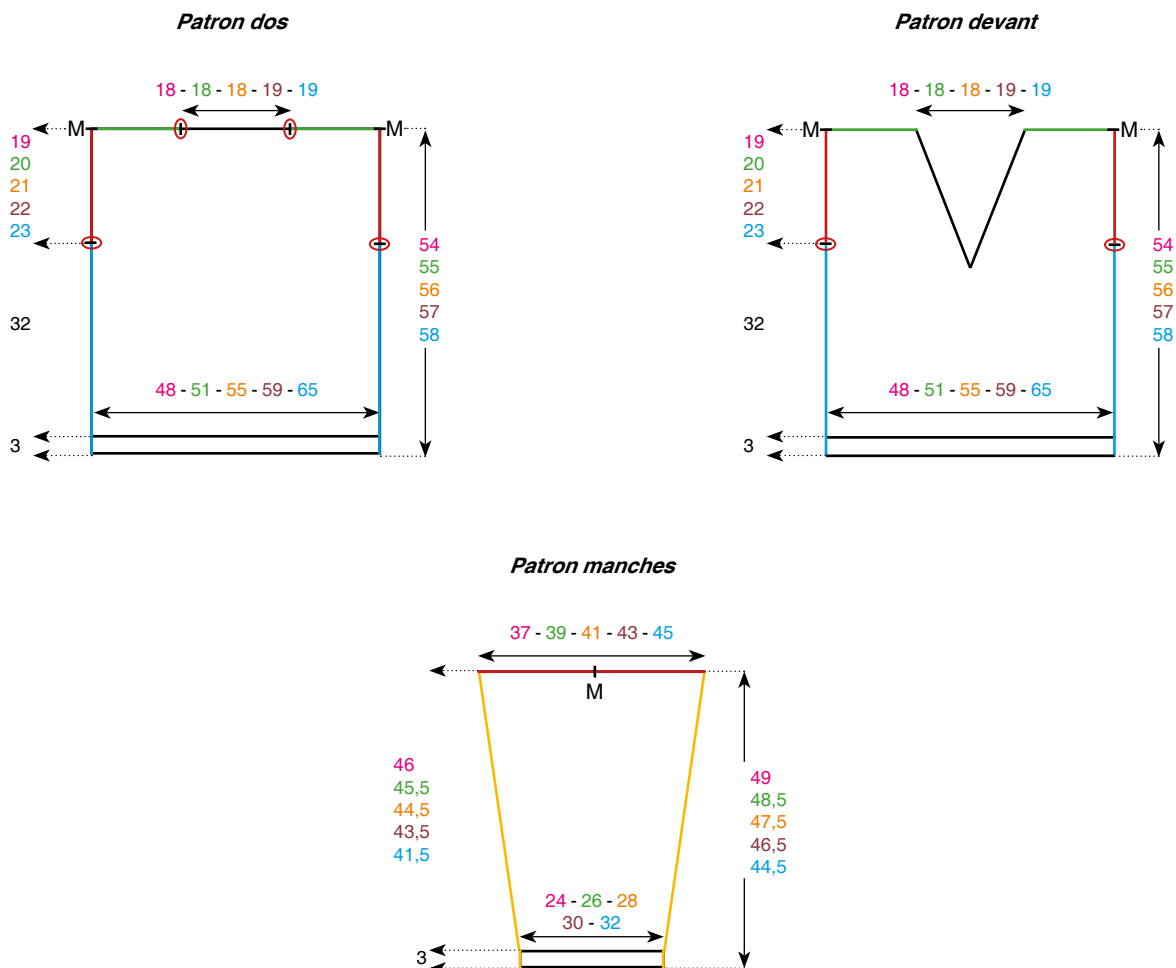 Patron dos
18 - 18 - 18 - 19 - 19
M
M
19
20
21
22
23
54
55
56
57
58
32
48 - 51 - 55 - 59 - 65
3
Patron devant
18 - 18 - 18 - 19 - 19
M
M
19
20
21
22
23
54
55
56
57
58
32
48 - 51 - 55 - 59 - 65
3
Patron manches
37 - 39 - 41 - 43 - 45
M
46
45,5
44,5
43,5
41,5
49
48,5
47,5
46,5
44,5
24 - 26 - 28
30 - 32
3